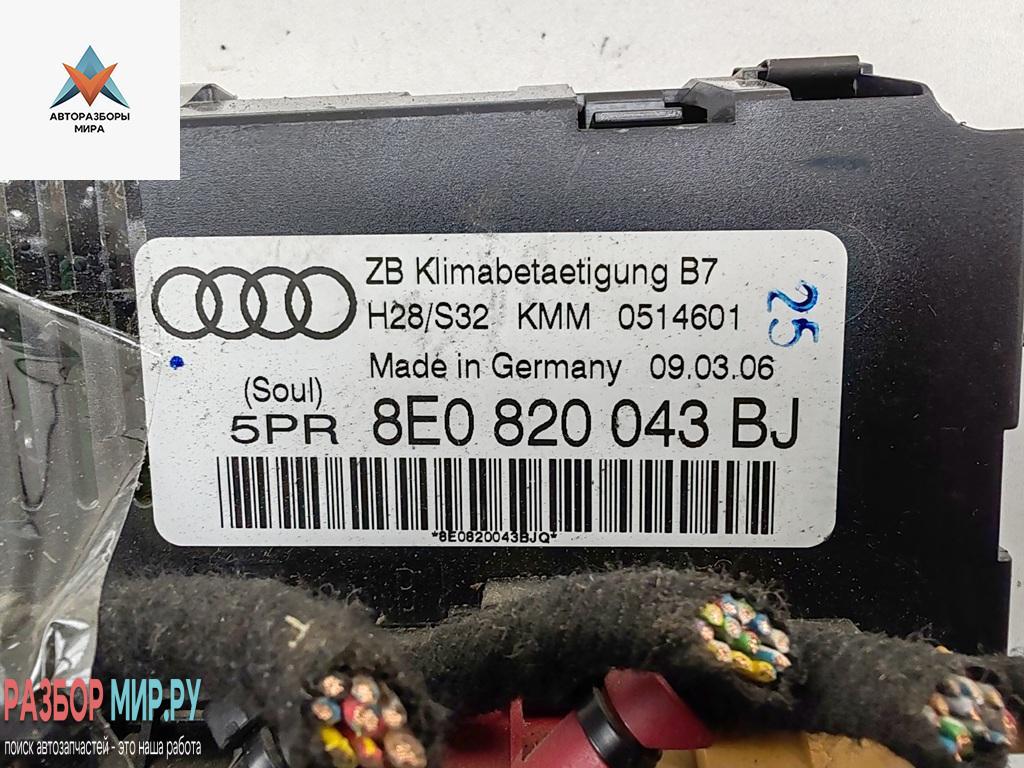 АВТОРАЗБОРЫ
МИРА
ZB Klimabetaetigung B7
H28/S32 KMM 0514601
25
Made in Germany 09.03.06
(Soul)
5PR 8E0 820 043 BJ
*8E0820043BJQ*
РАЗБОР МИР.РУ
поиск автозапчастей - это наша работа